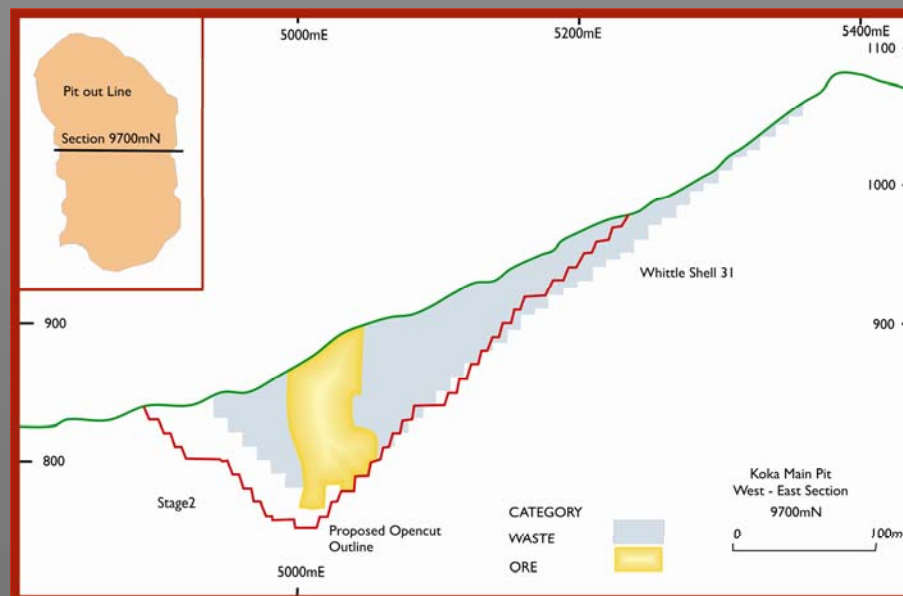 5000mE
5200mE
5400mE
1100
Pit out Line
Section 9700mN
1000
Whittle Shell 31
900
900
800
Stage2
Proposed Opencut
Outline
5000mE
CATEGORY
WASTE
ORE
Koka Main Pit
West - East Section
9700mN
0
100m